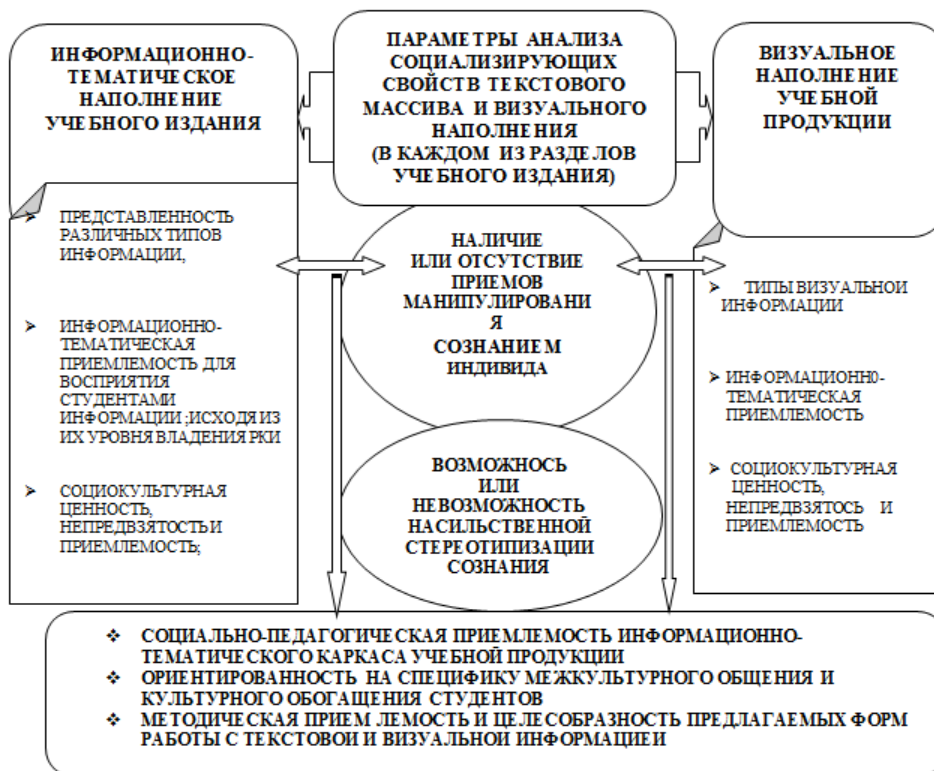 ИНФОРМАЦИОННО-
ТЕМАТИЧЕСКОЕ
НАПОЛНЕНИЕ
УЧЕБНОГО ИЗДАНИЯ
ПАРАМЕТРЫ АНАЛИЗА
СОЦИАЛИЗИРУЮЩИХ
СВОЙСТВ ТЕКСТОВОГО
МАССИВА И ВИЗУАЛЬНОГО
НАПОЛНЕНИЯ
(В КАЖДОМ ИЗ РАЗДЕЛОВ
УЧЕБНОГО ИЗДАНИЯ)
ВИЗУАЛЬНОЕ
НАПОЛНЕНИЕ
УЧЕБНОЙ
ПРОДУКЦИИ
ПРЕДСТАВЛЕННОСТЬ
РАЗЛИЧНЫХ ТИПОВ
ИНФОРМАЦИИ,
ИНФОРМАЦИОННО-
ТЕМАТИЧЕСКАЯ
ПРИЕМЛЕМОСТЬ ДЛЯ
ВОСПРИЯТИЯ
СТУДЕНТАМИ
ИНФОРМАЦИИ ;ИСХОДЯ ИЗ
ИХ УРОВНЯ ВЛАДЕНИЯ РКИ
СОЦИОКУЛЬТУРНАЯ
ЦЕННОСТЬ,
НЕПРЕДВЗЯТОСТЬ И
ПРИЕМЛЕМОСТЬ;
НАЛИЧИЕ
ИЛИ ОТСУТСТВИЕ
ПРИЕМОВ
МАНИПУЛИРОВАНИ
Я
СОЗНАНИЕМ
ИНДИВИДА
ВОЗМОЖНОСЬ
ИЛИ
НЕВОЗМОЖНОСТЬ
НАСИЛЬСТВЕННОЙ
СТЕРЕОТИПИЗАЦИИ
СОЗНАНИЯ
ТИПЫ ВИЗУАЛЬНОЙ
ИНФОРМАЦИИ
ИНФОРМАЦИОНН0-
ТЕМАТИЧЕСКАЯ
ПРИЕМЛЕМОСТЬ
СОЦИОКУЛЬТУРНАЯ
ЦЕННОСТЬ,
НЕПРЕДВЗЯТОСЬ И
ПРИЕМЛЕМОСТЬ
СОЦИАЛЬНО-ПЕДАГОГИЧЕСКАЯ ПРИЕМЛЕМОСТЬ ИНФОРМАЦИОННО-
ТЕМАТИЧЕСКОГО КАРКАСА УЧЕБНОЙ ПРОДУКЦИИ
ОРИЕНТИРОВАННОСТЬ НА СПЕЦИФИКУ МЕЖКУЛЬТУРНОГО ОБЩЕНИЯ И
КУЛЬТУРНОГО ОБОГАЩЕНИЯ СТУДЕНТОВ
МЕТОДИЧЕСКАЯ ПРИЕМ ЛЕМОСТЬ И ЦЕЛЕСОБРАЗНОСТЬ ПРЕДЛАГАЕМЫХ ФОРМ
РАБОТЫ С ТЕКСТОВОЙ И ВИЗУАЛЬНОЙ ИНФОРМАЦИЕЙ